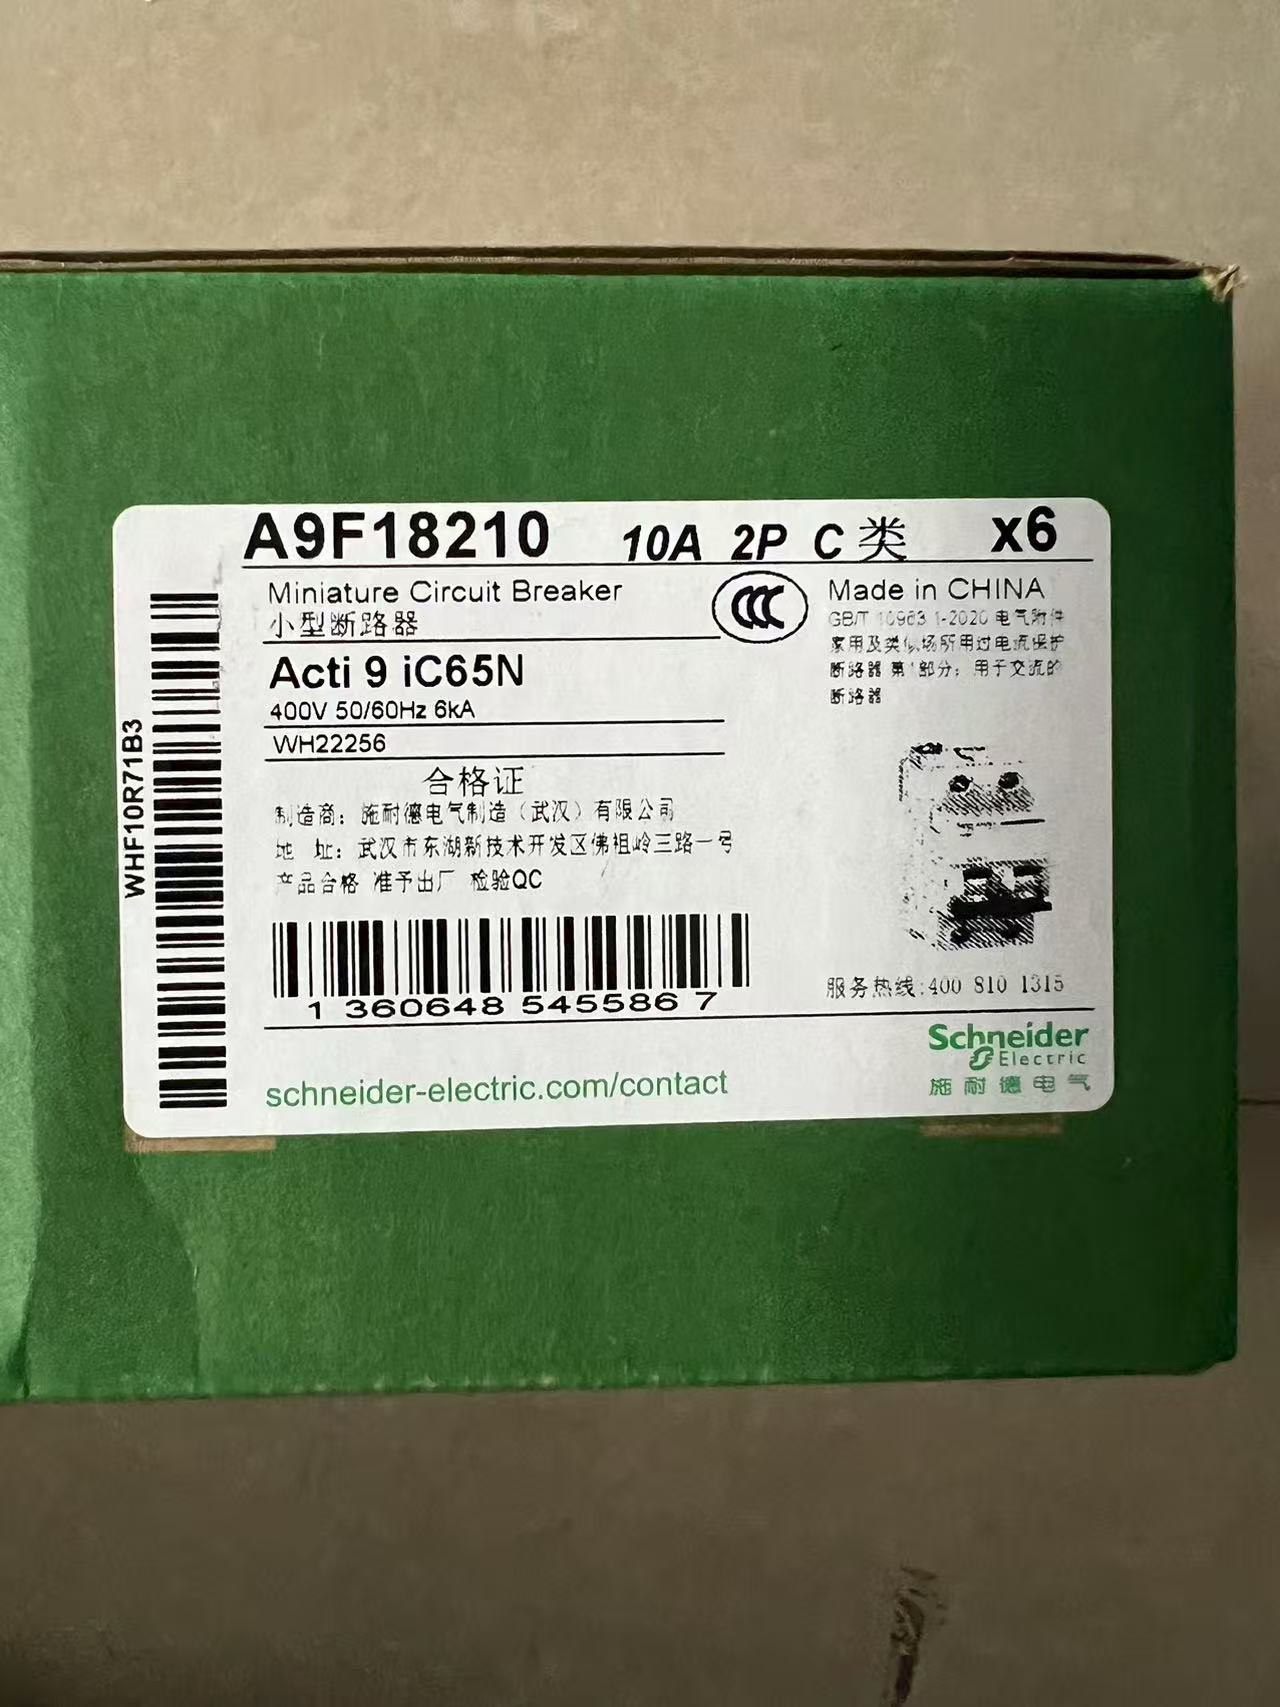 A9F18210 10A 2P C类 x6
Miniature Circuit Breaker
小型断路器
Acti 9 iC65N
400V 50/60Hz 6kA
WH22256
Made in CHINA
GB/T 10963.1-2020 电气附件
家用及类似场所用过电流保护
断路器 第1部分：用于交流的
断路器
合格证
制造商：施耐德电气制造（武汉）有限公司
地 址：武汉市东湖新技术开发区佛祖岭三路一号
产品合格 准予出厂 检验QC
1 360648 545586 7
服务热线:400 810 1315
schneider-electric.com/contact
Schneider
Electric
施耐德电气
WHF10R71B3